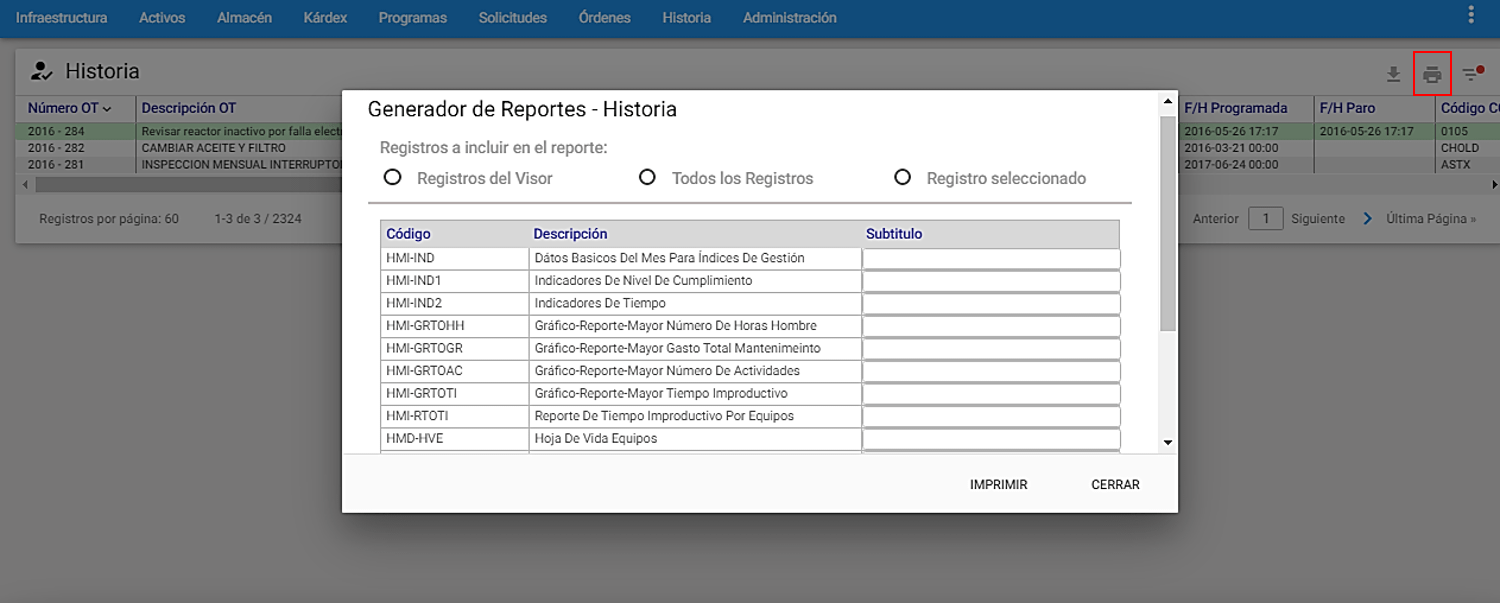 Infraestructura Activos Almacén Kárdex Programas Solicitudes Órdenes Historia Administración
Historia
Número OT Descripción OT F/H Programada F/H Paro Código CO
2016 - 284 Revisar reactor inactivo por falla elect 2016-05-26 17:17 2016-05-26 17:17 0105
2016 - 282 CAMBIAR ACEITE Y FILTRO 2016-03-21 00:00 CHOLD
2016 - 281 INSPECCION MENSUAL INTERRUPTO 2017-06-24 00:00 ASTX
Registros por página: 60 1-3 de 3 / 2324 Anterior 1 Siguiente Última Página »
Generador de Reportes - Historia
Registros a incluir en el reporte:
Registros del Visor Todos los Registros Registro seleccionado
Código Descripción Subtitulo
HMI-IND Dátos Basicos Del Mes Para Índices De Gestión
HMI-IND1 Indicadores De Nivel De Cumplimiento
HMI-IND2 Indicadores De Tiempo
HMI-GRTOHH Gráfico-Reporte-Mayor Número De Horas Hombre
HMI-GRTOGR Gráfico-Reporte-Mayor Gasto Total Mantenimeinto
HMI-GRTOAC Gráfico-Reporte-Mayor Número De Actividades
HMI-GRTOTI Gráfico-Reporte-Mayor Tiempo Improductivo
HMI-RTOTI Reporte De Tiempo Improductivo Por Equipos
HMD-HVE Hoja De Vida Equipos
IMPRIMIR CERRAR